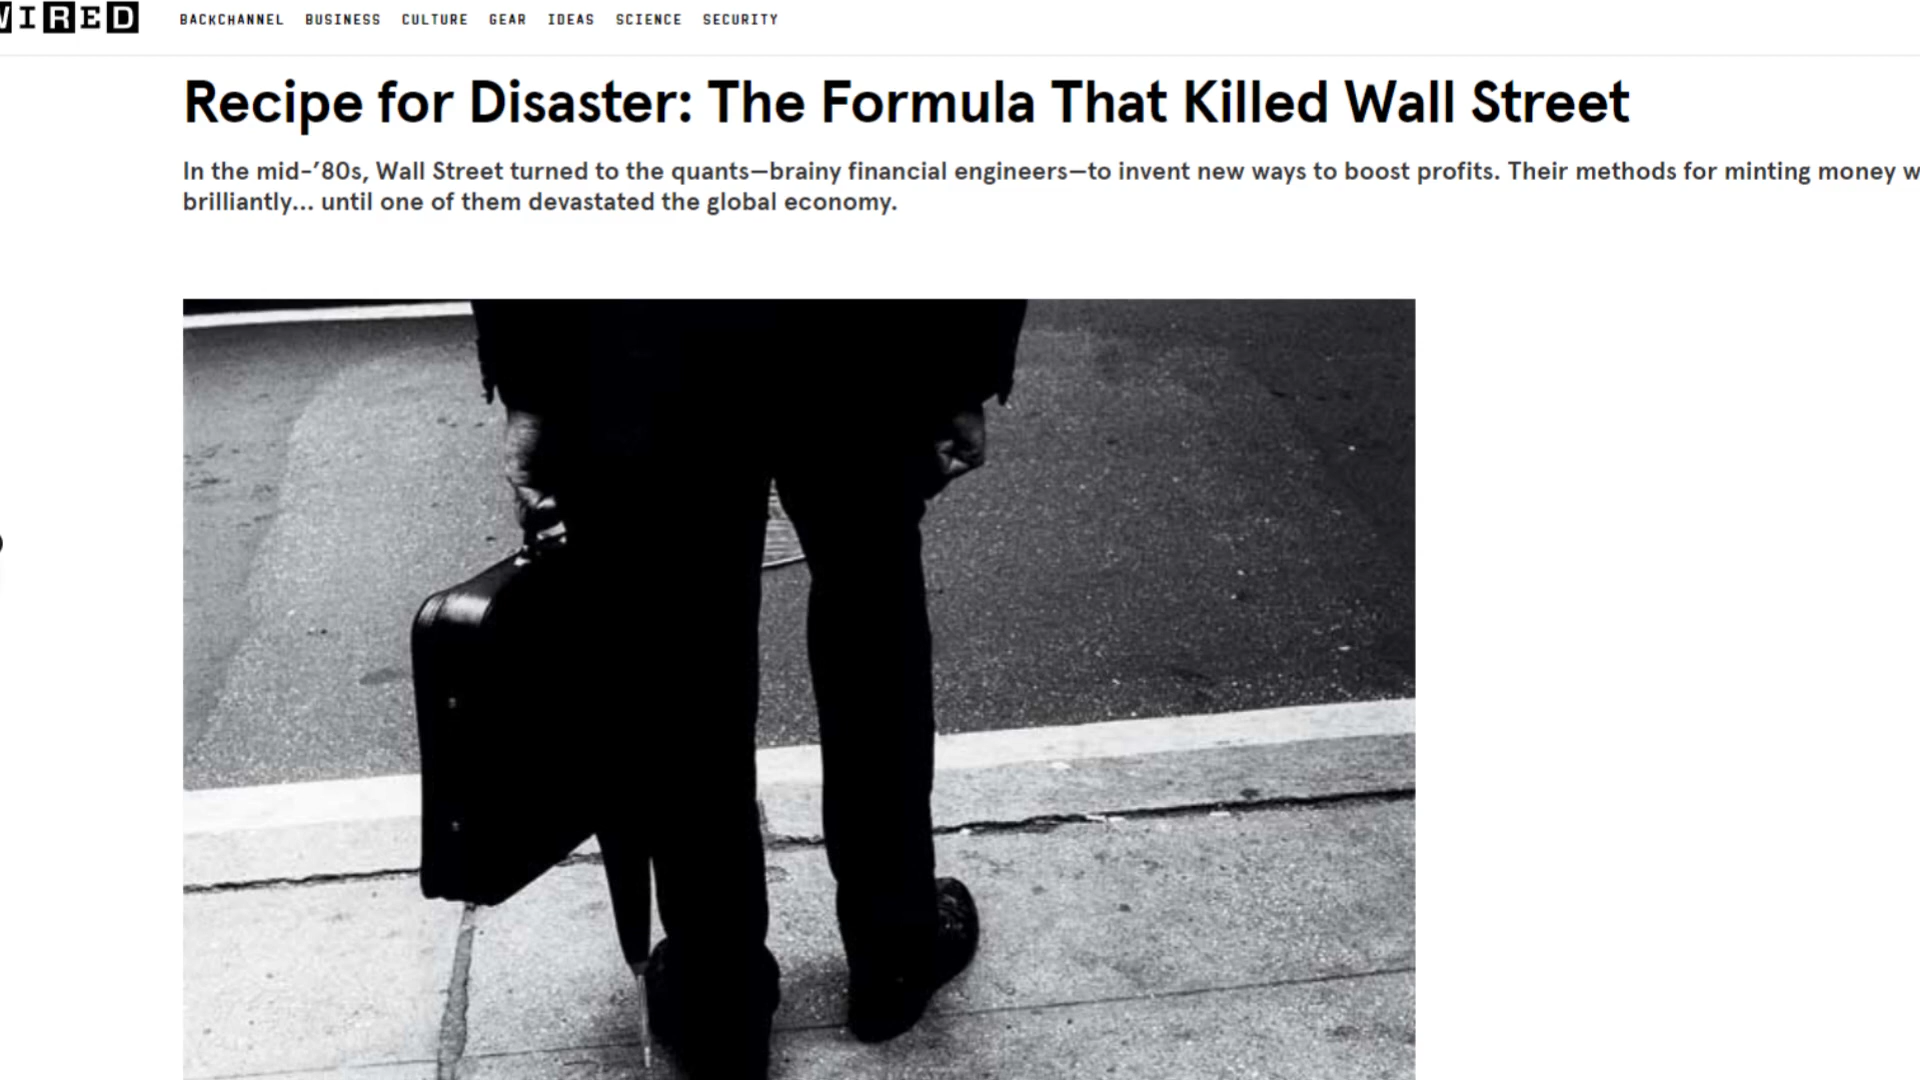 WIRED
BACKCHANNEL BUSINESS CULTURE GEAR IDEAS SCIENCE SECURITY
Recipe for Disaster: The Formula That Killed Wall Street
In the mid-'80s, Wall Street turned to the quants—brainy financial engineers—to invent new ways to boost profits. Their methods for minting money
brilliantly... until one of them devastated the global economy.